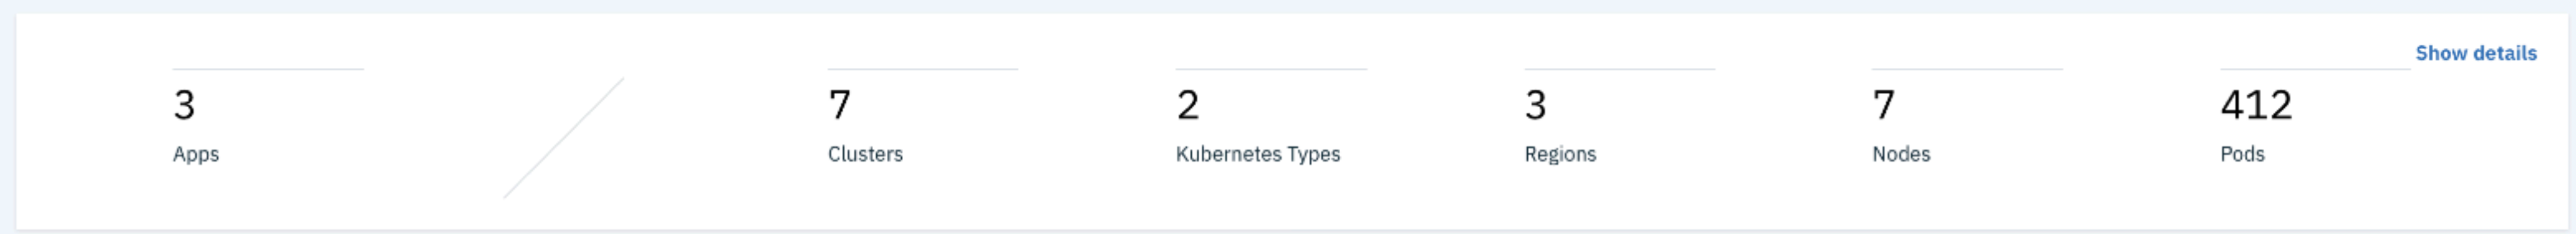 Show details
3
Apps
7
Clusters
2
Kubernetes Types
3
Regions
7
Nodes
412
Pods